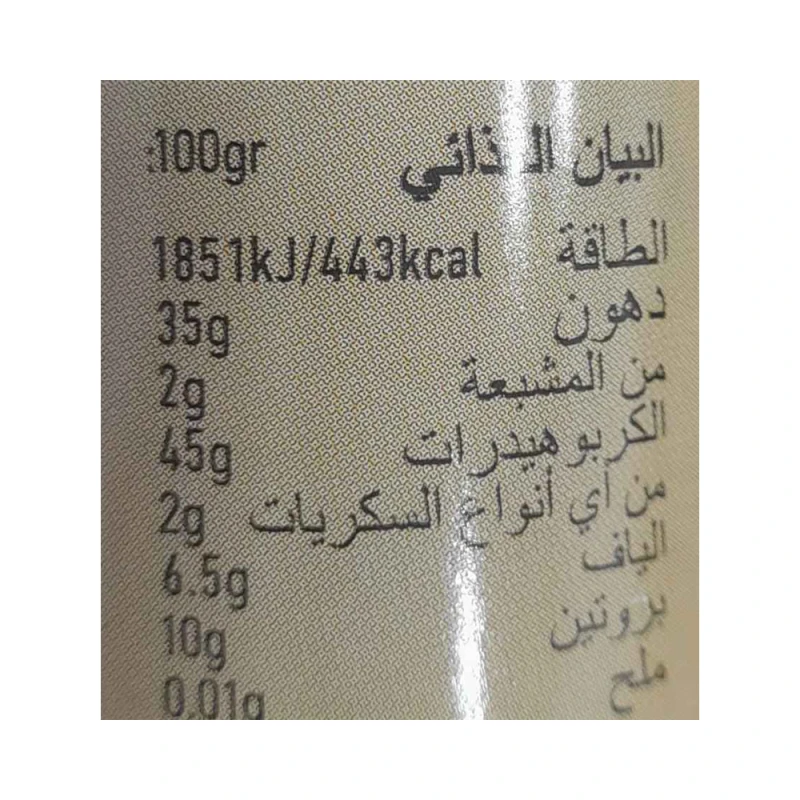 البيان الغذائي 100gr:
الطاقة 1851kJ/443kcal
دهون 35g
من المشبعة 2g
الكربوهيدرات 45g
من أي أنواع السكريات 2g
الياف 6.5g
بروتين 10g
ملح 0.01g